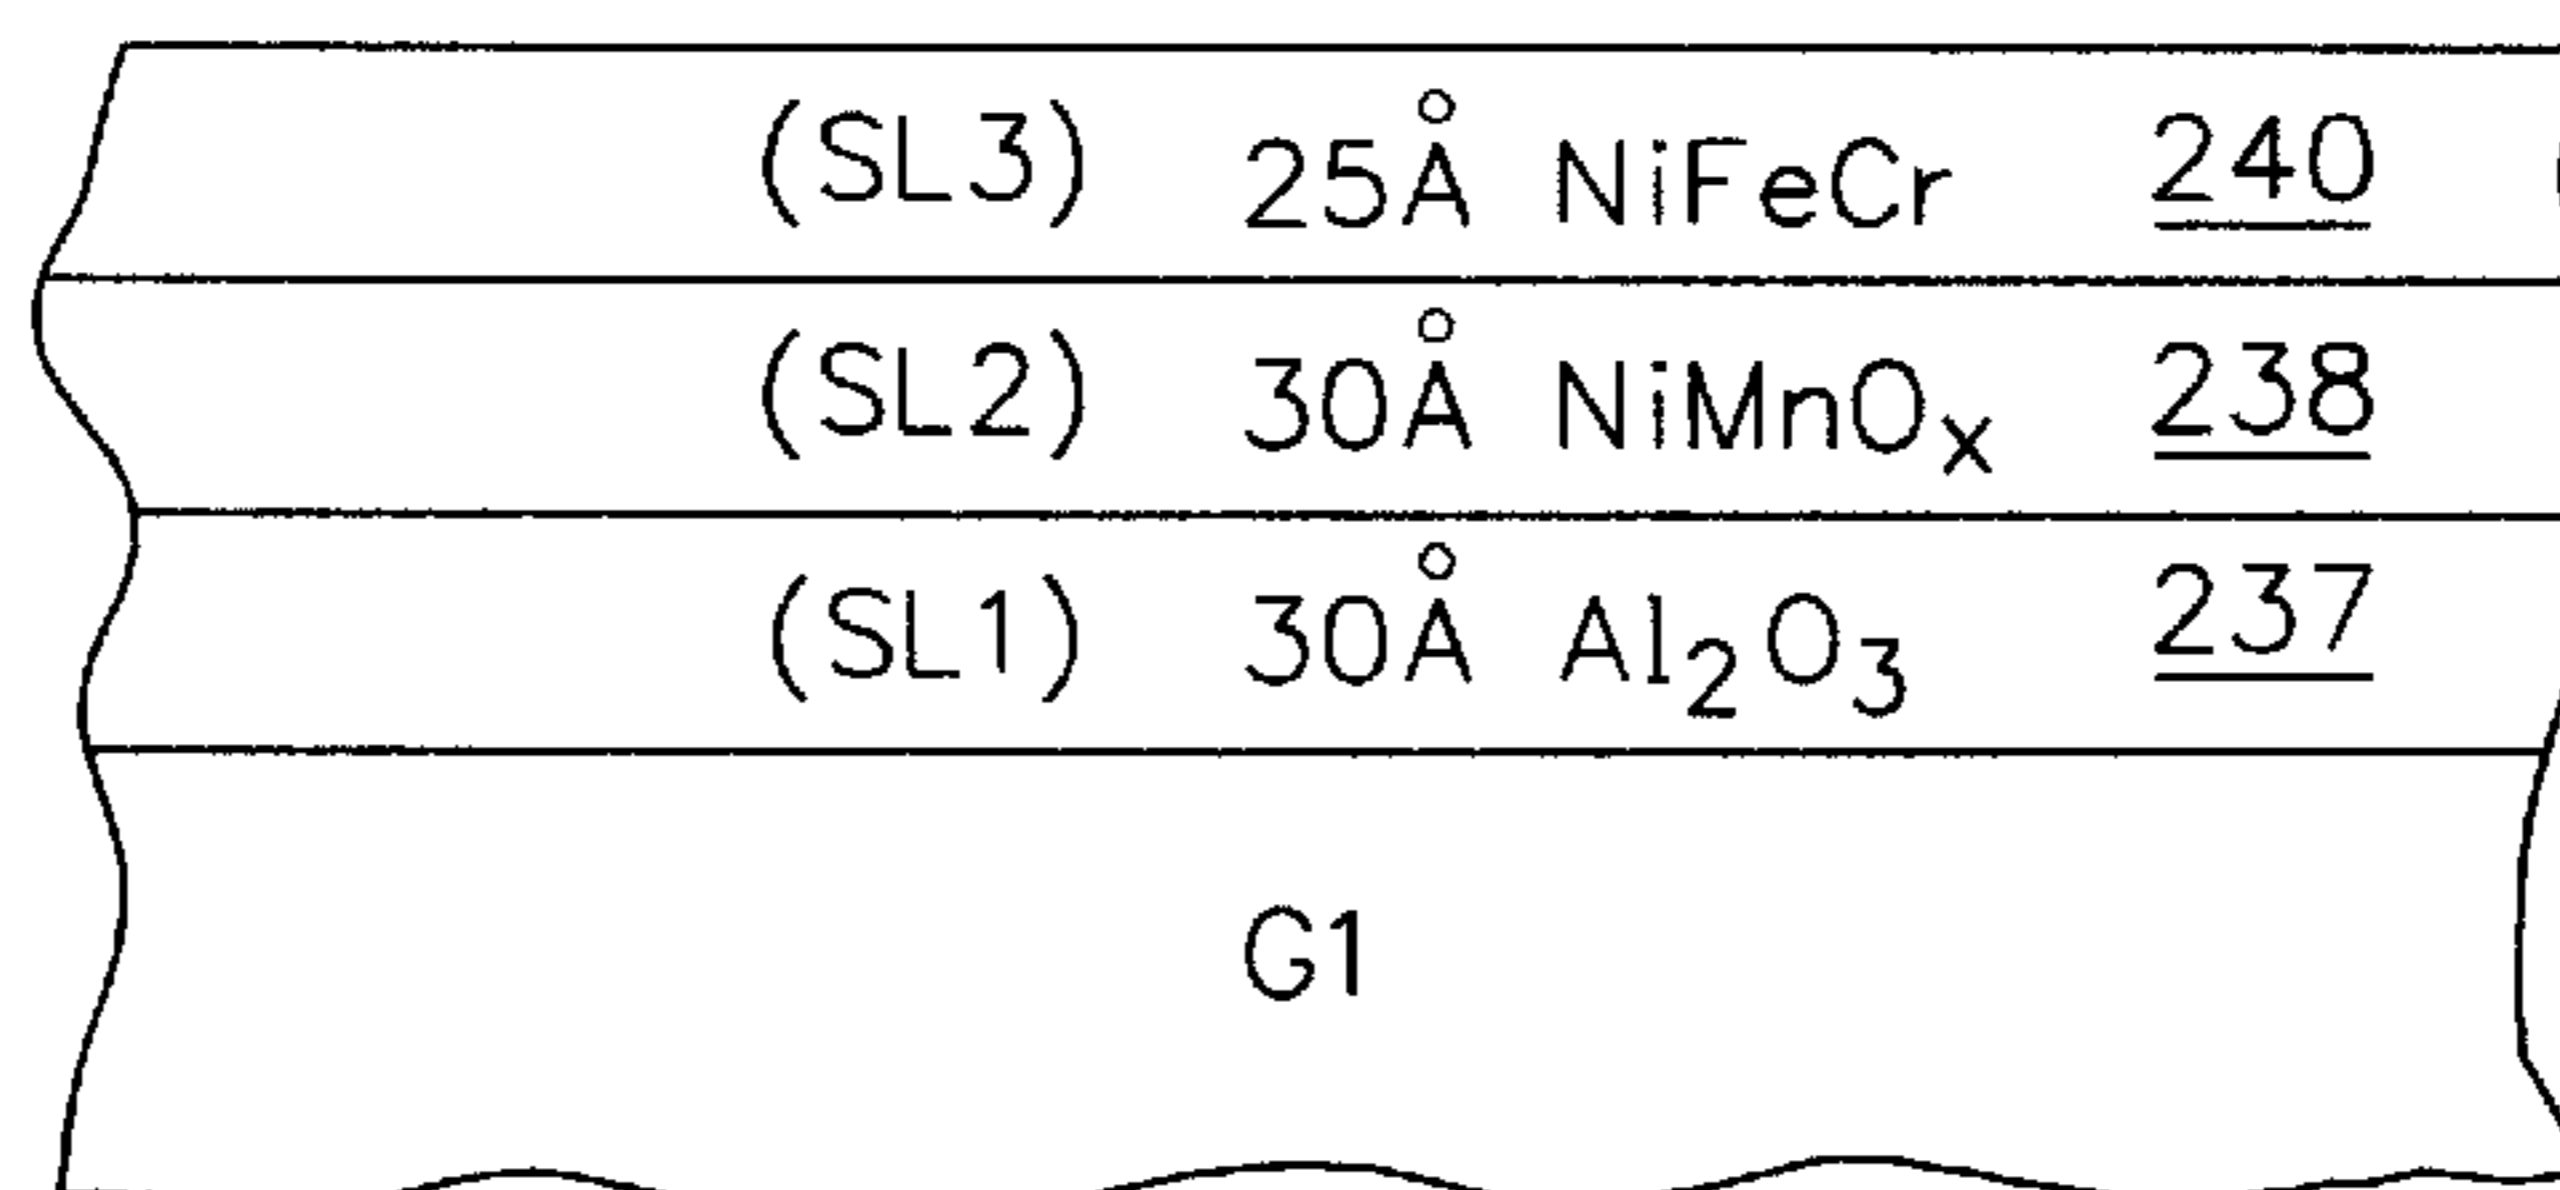 (SL3) 25Å NiFeCr 240
(SL2) 30Å NiMnOₓ 238
(SL1) 30Å Al₂O₃ 237
G1